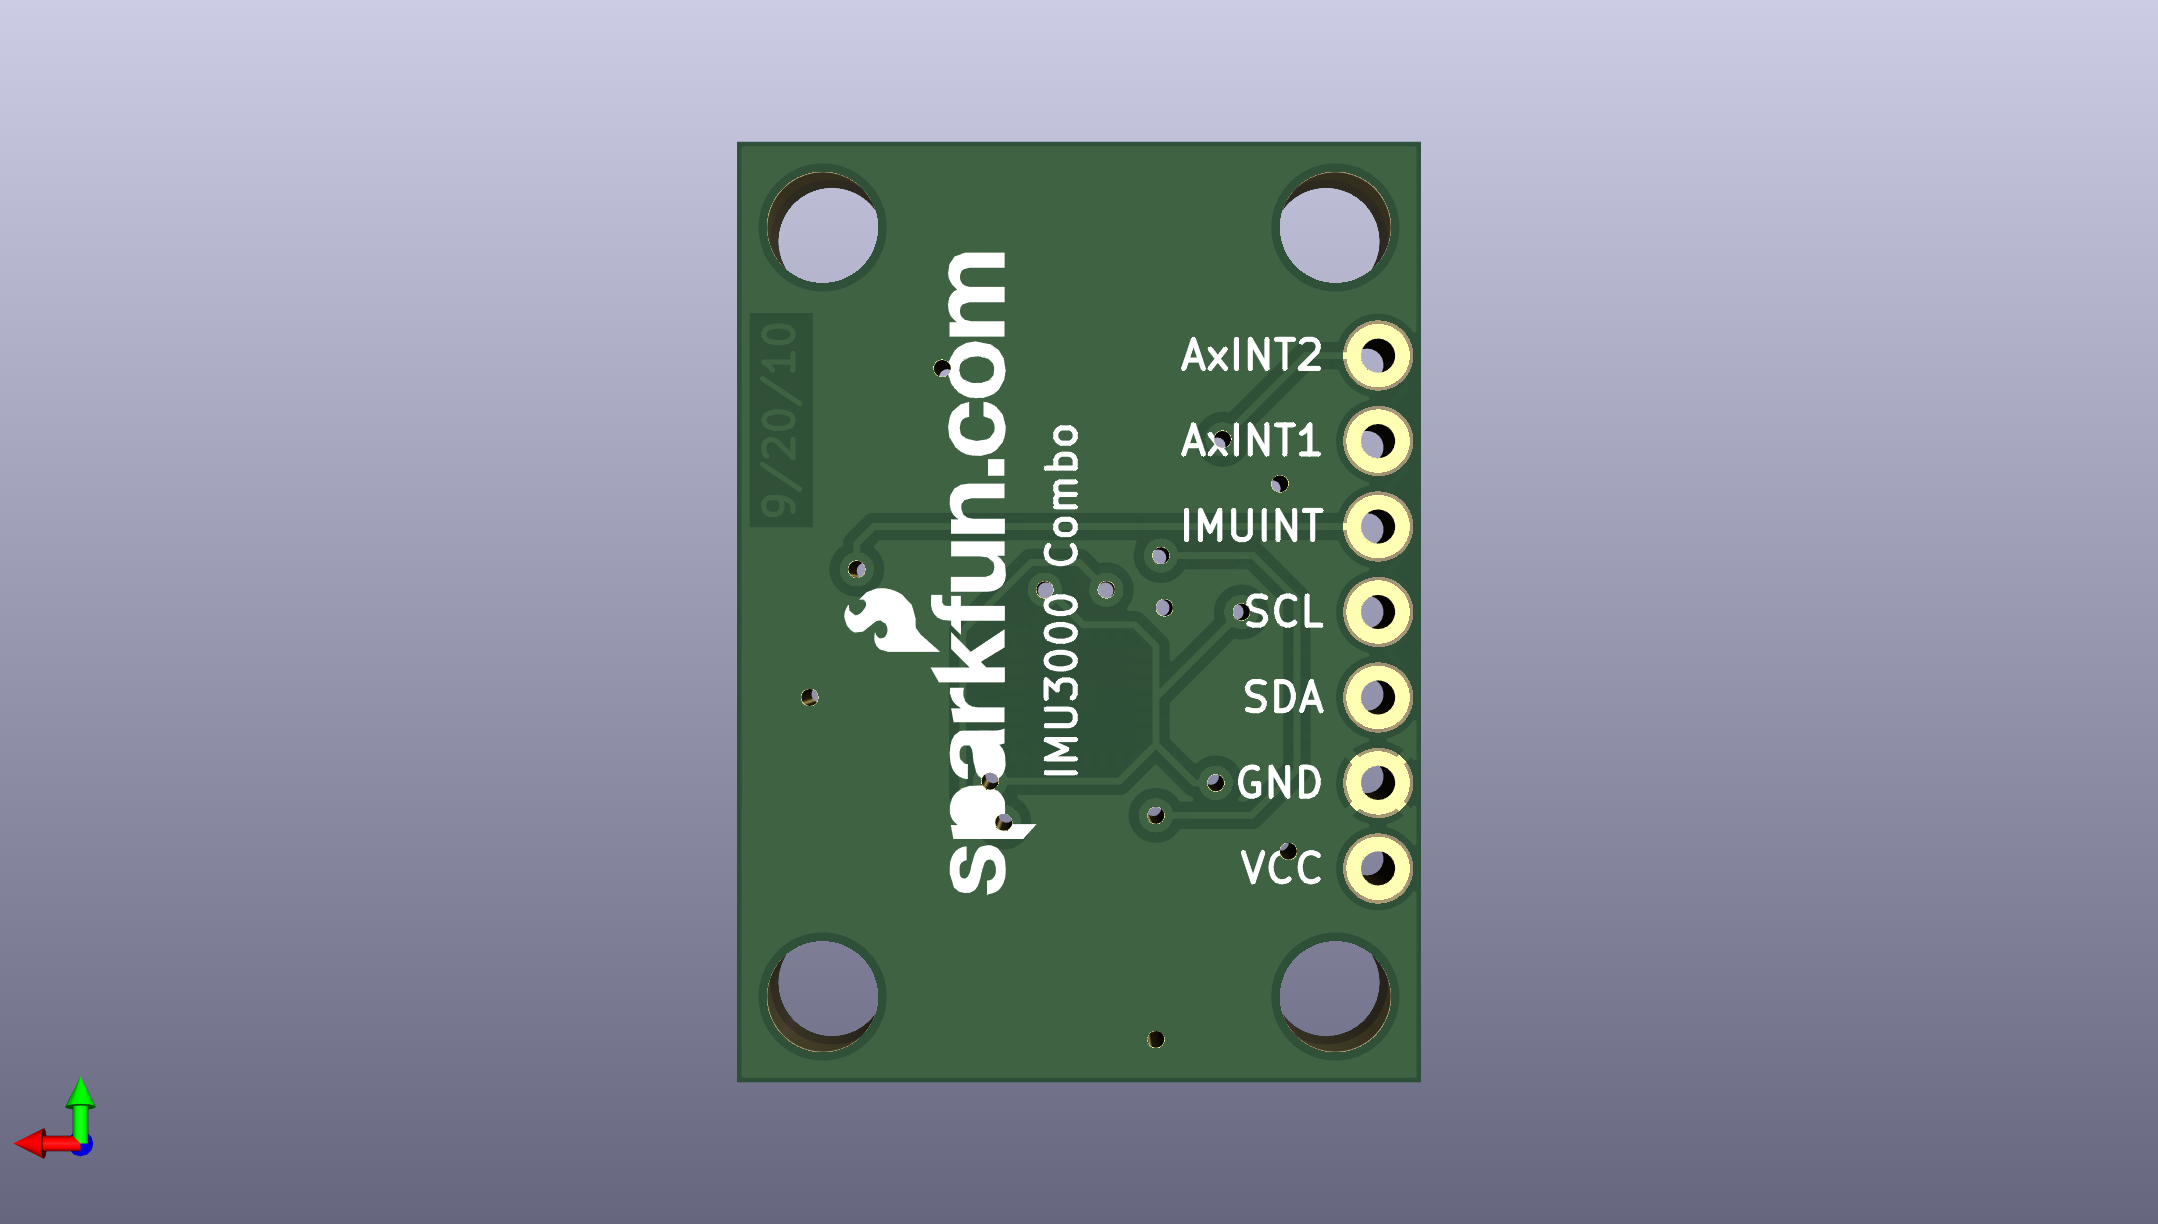 9/20/10
sparkfun.com
IMU3000 Combo
AxINT2
AxINT1
IMUINT
SCL
SDA
GND
VCC